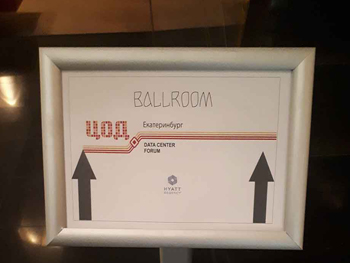 BALLROOM
ЦОД
Екатеринбург
DATA CENTER
FORUM
HYATT